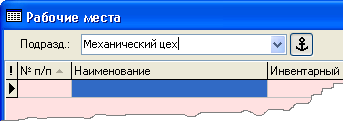 Рабочие места
Подразд.: Механический цех
! № п/п Наименование Инвентарный